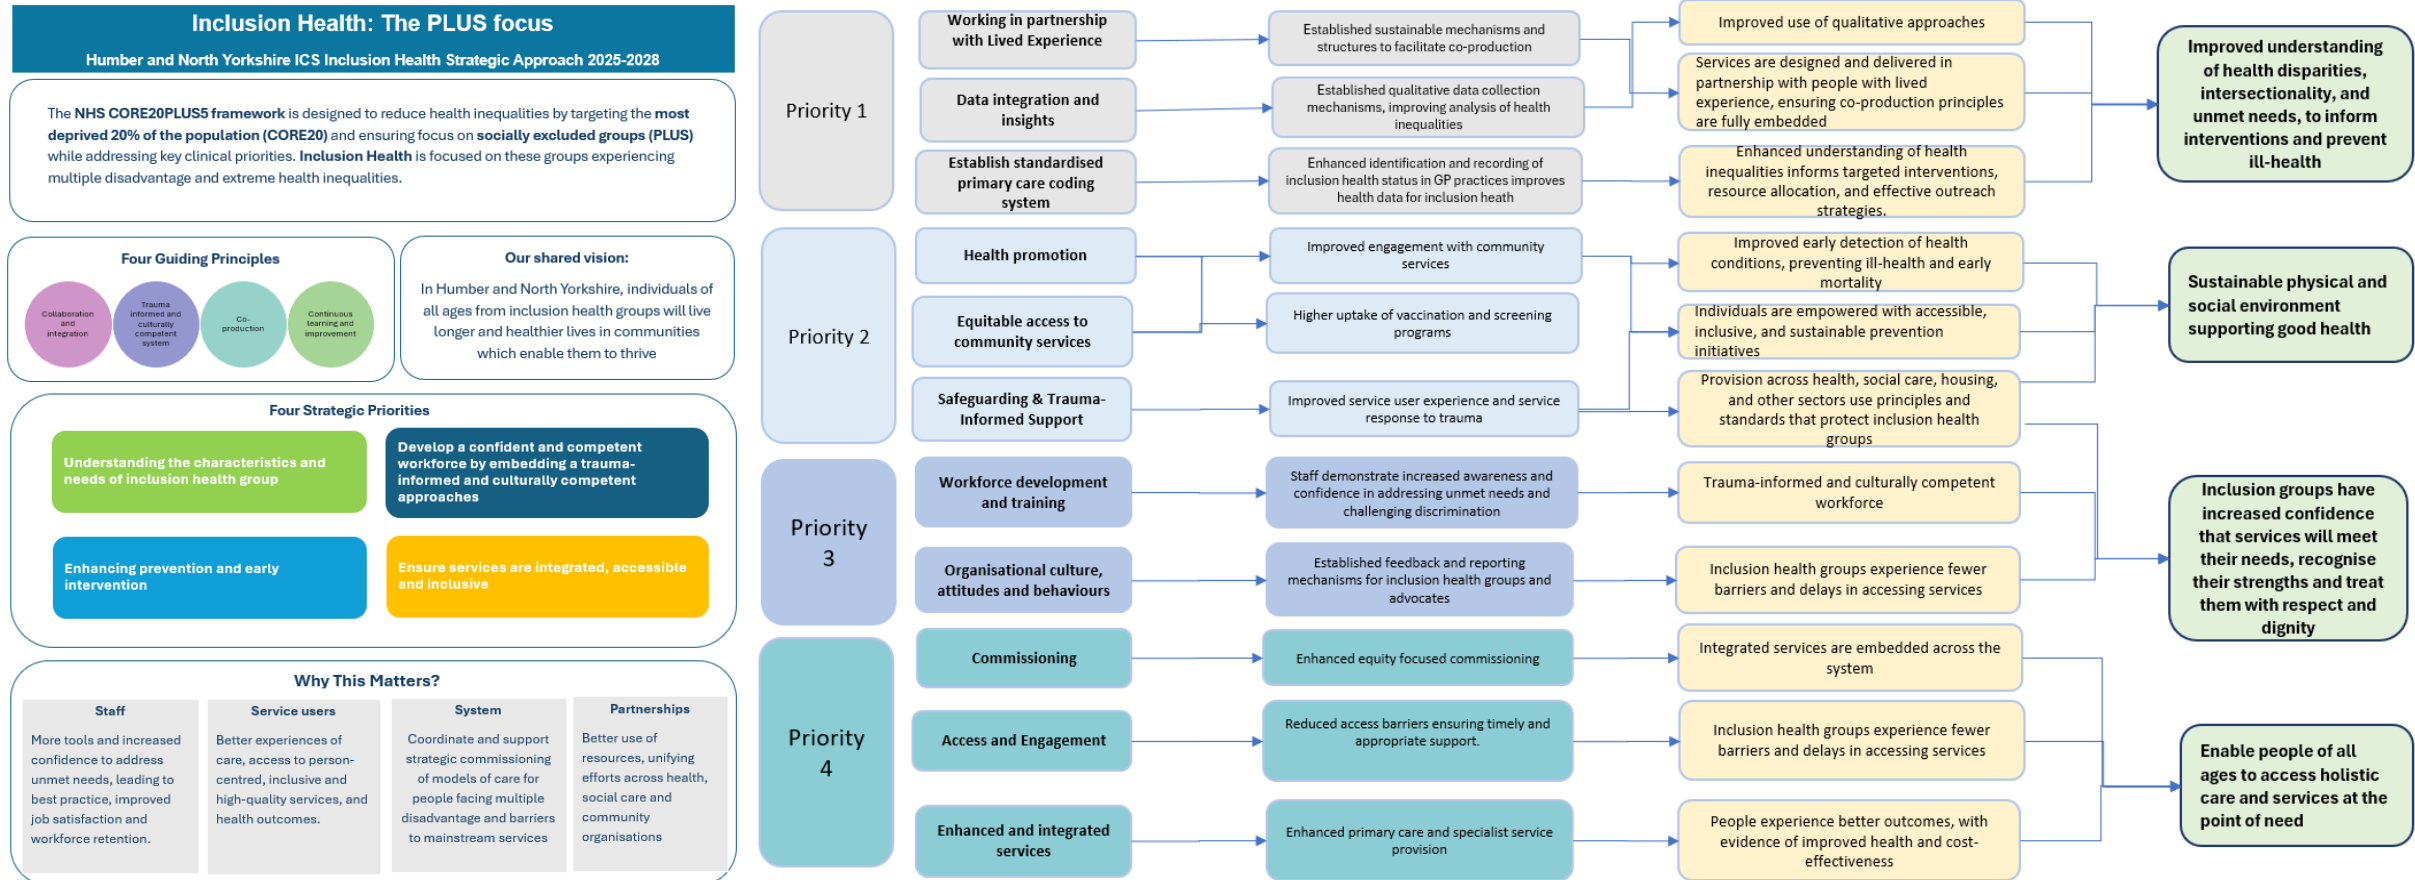 Inclusion Health: The PLUS focus
Humber and North Yorkshire ICS Inclusion Health Strategic Approach 2025-2028
The NHS CORE20PLUS5 framework is designed to reduce health inequalities by targeting the most
deprived 20% of the population (CORE20) and ensuring focus on socially excluded groups (PLUS)
while addressing key clinical priorities. Inclusion Health is focused on these groups experiencing
multiple disadvantage and extreme health inequalities.
Four Guiding Principles
Collaboration
and
integration
Trauma
informed and
culturally
competent
system
Co-
production
Continuous
learning and
improvement
Our shared vision:
In Humber and North Yorkshire, individuals of
all ages from inclusion health groups will live
longer and healthier lives in communities
which enable them to thrive
Four Strategic Priorities
Understanding the characteristics and
needs of inclusion health group
Develop a confident and competent
workforce by embedding a trauma-
informed and culturally competent
approaches
Enhancing prevention and early
intervention
Ensure services are integrated, accessible
and inclusive
Why This Matters?
Staff
More tools and increased
confidence to address
unmet needs, leading to
best practice, improved
job satisfaction and
workforce retention.
Service users
Better experiences of
care, access to person-
centred, inclusive and
high-quality services, and
health outcomes.
System
Coordinate and support
strategic commissioning
of models of care for
people facing multiple
disadvantage and barriers
to mainstream services
Partnerships
Better use of
resources, unifying
efforts across health,
social care and
community
organisations
Priority 1
Working in partnership
with Lived Experience
Data integration and
insights
Establish standardised
primary care coding
system
Established sustainable mechanisms and
structures to facilitate co-production
Established qualitative data collection
mechanisms, improving analysis of health
inequalities
Enhanced identification and recording of
inclusion health status in GP practices improves
health data for inclusion heath
Improved use of qualitative approaches
Services are designed and delivered in
partnership with people with lived
experience, ensuring co-production principles
are fully embedded
Enhanced understanding of health
inequalities informs targeted interventions,
resource allocation, and effective outreach
strategies.
Improved understanding
of health disparities,
intersectionality, and
unmet needs, to inform
interventions and prevent
ill-health
Priority 2
Health promotion
Equitable access to
community services
Safeguarding & Trauma-
Informed Support
Improved engagement with community
services
Higher uptake of vaccination and screening
programs
Improved service user experience and service
response to trauma
Improved early detection of health
conditions, preventing ill-health and early
mortality
Individuals are empowered with accessible,
inclusive, and sustainable prevention
initiatives
Provision across health, social care, housing,
and other sectors use principles and
standards that protect inclusion health
groups
Sustainable physical and
social environment
supporting good health
Priority
3
Workforce development
and training
Organisational culture,
attitudes and behaviours
Staff demonstrate increased awareness and
confidence in addressing unmet needs and
challenging discrimination
Established feedback and reporting
mechanisms for inclusion health groups and
advocates
Trauma-informed and culturally competent
workforce
Inclusion health groups experience fewer
barriers and delays in accessing services
Inclusion groups have
increased confidence
that services will meet
their needs, recognise
their strengths and treat
them with respect and
dignity
Priority
4
Commissioning
Access and Engagement
Enhanced and integrated
services
Enhanced equity focused commissioning
Reduced access barriers ensuring timely and
appropriate support.
Enhanced primary care and specialist service
provision
Integrated services are embedded across the
system
Inclusion health groups experience fewer
barriers and delays in accessing services
People experience better outcomes, with
evidence of improved health and cost-
effectiveness
Enable people of all
ages to access holistic
care and services at the
point of need